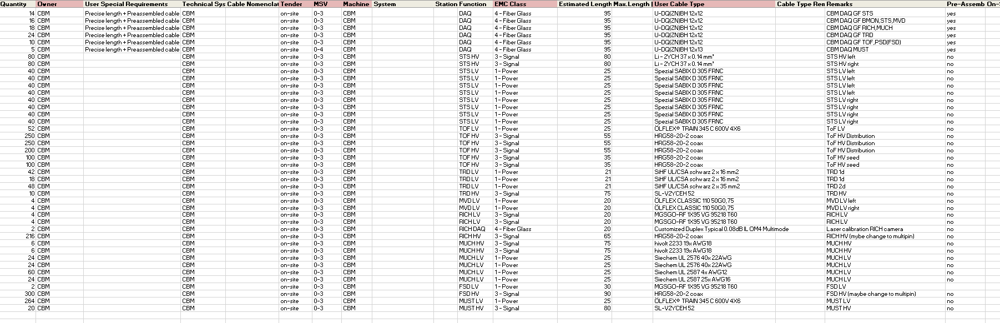 Quantity Owner User Special Requirements Technical Sys Cable Nomencla Tender MSV Machine System Station Function EMC Class Estimated Length Max.Length User Cable Type Cable Type Rem Remarks Pre-Assemb On-S
14 CBM Precise length + Preassembled cable CBM on-site 0-3 CBM DAQ 4 - Fiber Glass 95 U-DQ(ZN)BH 12x12 CBM DAQ GF STS yes
16 CBM Precise length + Preassembled cable CBM on-site 0-3 CBM DAQ 4 - Fiber Glass 95 U-DQ(ZN)BH 12x12 CBM DAQ GF BMON,STS,MVD yes
18 CBM Precise length + Preassembled cable CBM on-site 0-3 CBM DAQ 4 - Fiber Glass 95 U-DQ(ZN)BH 12x12 CBM DAQ GF RICH,MUCH yes
24 CBM Precise length + Preassembled cable CBM on-site 0-3 CBM DAQ 4 - Fiber Glass 95 U-DQ(ZN)BH 12x12 CBM DAQ GF TRD yes
10 CBM Precise length + Preassembled cable CBM on-site 0-3 CBM DAQ 4 - Fiber Glass 95 U-DQ(ZN)BH 12x12 CBM DAQ GF TOF,PSD(FSD) yes
5 CBM Precise length + Preassembled cable CBM on-site 0-4 CBM DAQ 4 - Fiber Glass 95 U-DQ(ZN)BH 12x13 CBM DAQ MUST yes
80 CBM CBM on-site 0-3 CBM STS HV 3 - Signal 80 Li - 2YCH 37 x 0.14 mm² STS HV left no
80 CBM CBM on-site 0-3 CBM STS HV 3 - Signal 80 Li - 2YCH 37 x 0.14 mm² STS HV right no
40 CBM CBM on-site 0-3 CBM STS LV 1 - Power 25 Spezial SABIX D 305 FRNC STS LV left no
40 CBM CBM on-site 0-3 CBM STS LV 1 - Power 25 Spezial SABIX D 305 FRNC STS LV left no
40 CBM CBM on-site 0-3 CBM STS LV 1 - Power 25 Spezial SABIX D 305 FRNC STS LV left no
40 CBM CBM on-site 0-3 CBM STS LV 1 - Power 25 Spezial SABIX D 305 FRNC STS LV left no
40 CBM CBM on-site 0-3 CBM STS LV 1 - Power 25 Spezial SABIX D 305 FRNC STS LV right no
40 CBM CBM on-site 0-3 CBM STS LV 1 - Power 25 Spezial SABIX D 305 FRNC STS LV right no
40 CBM CBM on-site 0-3 CBM STS LV 1 - Power 25 Spezial SABIX D 305 FRNC STS LV right no
40 CBM CBM on-site 0-3 CBM STS LV 1 - Power 25 Spezial SABIX D 305 FRNC STS LV right no
52 CBM CBM on-site 0-3 CBM TOF LV 1 - Power 25 ÖLFLEX® TRAIN 345 C 600V 4X6 ToF LV no
250 CBM CBM on-site 0-3 CBM TOF HV 3 - Signal 55 HRG58-20-2 coax ToF HV Distribution no
250 CBM CBM on-site 0-3 CBM TOF HV 3 - Signal 55 HRG58-20-2 coax ToF HV Distribution no
200 CBM CBM on-site 0-3 CBM TOF HV 3 - Signal 55 HRG58-20-2 coax ToF HV Distribution no
100 CBM CBM on-site 0-3 CBM TOF HV 3 - Signal 35 HRG58-20-2 coax ToF HV seed no
100 CBM CBM on-site 0-3 CBM TOF HV 3 - Signal 35 HRG58-20-2 coax ToF HV seed no
42 CBM CBM on-site 0-3 CBM TRD LV 1 - Power 21 SiHF UL/CSA schwarz 2 x 16 mm2 TRD 1d no
18 CBM CBM on-site 0-3 CBM TRD LV 1 - Power 21 SiHF UL/CSA schwarz 2 x 16 mm2 TRD 1d no
48 CBM CBM on-site 0-3 CBM TRD LV 1 - Power 21 SiHF UL/CSA schwarz 2 x 35 mm2 TRD 2d no
10 CBM CBM on-site 0-3 CBM TRD HV 3 - Signal 75 SL-V2YCEH 52 TRD HV no
4 CBM CBM on-site 0-3 CBM MVD LV 1 - Power 20 ÖLFLEX CLASSIC 110 50G0,75 MVD LV left no
4 CBM CBM on-site 0-3 CBM MVD LV 1 - Power 20 ÖLFLEX CLASSIC 110 50G0,75 MVD LV right no
4 CBM CBM on-site 0-3 CBM RICH LV 3 - Signal 20 MGSGO-RF 1X95 VG 95218 T60 RICH LV no
4 CBM CBM on-site 0-3 CBM RICH LV 3 - Signal 20 MGSGO-RF 1X95 VG 95218 T60 RICH LV no
2 CBM CBM on-site 0-3 CBM RICH DAQ 4 - Fiber Glass 20 Customized Duplex Typical 0.08dB IL OM4 Multimode Laser calibration RICH camera no
216 CBM CBM on-site 0-3 CBM RICH HV 3 - Signal 65 HRG58-20-2 coax RICH HV (mybe change to multipin) no
6 CBM CBM on-site 0-3 CBM MUCH HV 3 - Signal 75 hivolt 2233 19x AWG18 MUCH HV no
6 CBM CBM on-site 0-3 CBM MUCH HV 3 - Signal 75 hivolt 2233 19x AWG18 MUCH HV no
24 CBM CBM on-site 0-3 CBM MUCH LV 1 - Power 25 Siechem UL 2576 40x 22AWG MUCH LV no
24 CBM CBM on-site 0-3 CBM MUCH LV 1 - Power 25 Siechem UL 2576 40x 22AWG MUCH LV no
60 CBM CBM on-site 0-3 CBM MUCH LV 1 - Power 25 Siechem UL 2587 4x AWG12 MUCH LV no
24 CBM CBM on-site 0-3 CBM MUCH LV 1 - Power 25 Siechem UL 2587 25x AWG16 MUCH LV no
2 CBM CBM on-site 0-3 CBM FSD LV 1 - Power 30 MGSGO-RF 1X95 VG 95218 T60 FSD LV
300 CBM CBM on-site 0-3 CBM FSD HV 3 - Signal 90 HRG58-20-2 coax FSD HV (maybe change to multipin) no
264 CBM CBM on-site 0-3 CBM MUST LV 1 - Power 25 ÖLFLEX® TRAIN 345 C 600V 4X6 MUST LV no
20 CBM CBM on-site 0-3 CBM MUST HV 3 - Signal 80 SL-V2YCEH 52 MUST HV no